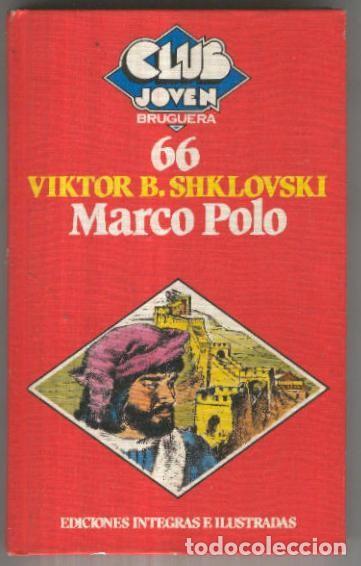 CLUB
JOVEN
BRUGUERA
66
VIKTOR B. SHKLOVSKI
Marco Polo
EDICIONES INTEGRAS E ILUSTRADAS
todocoleccion